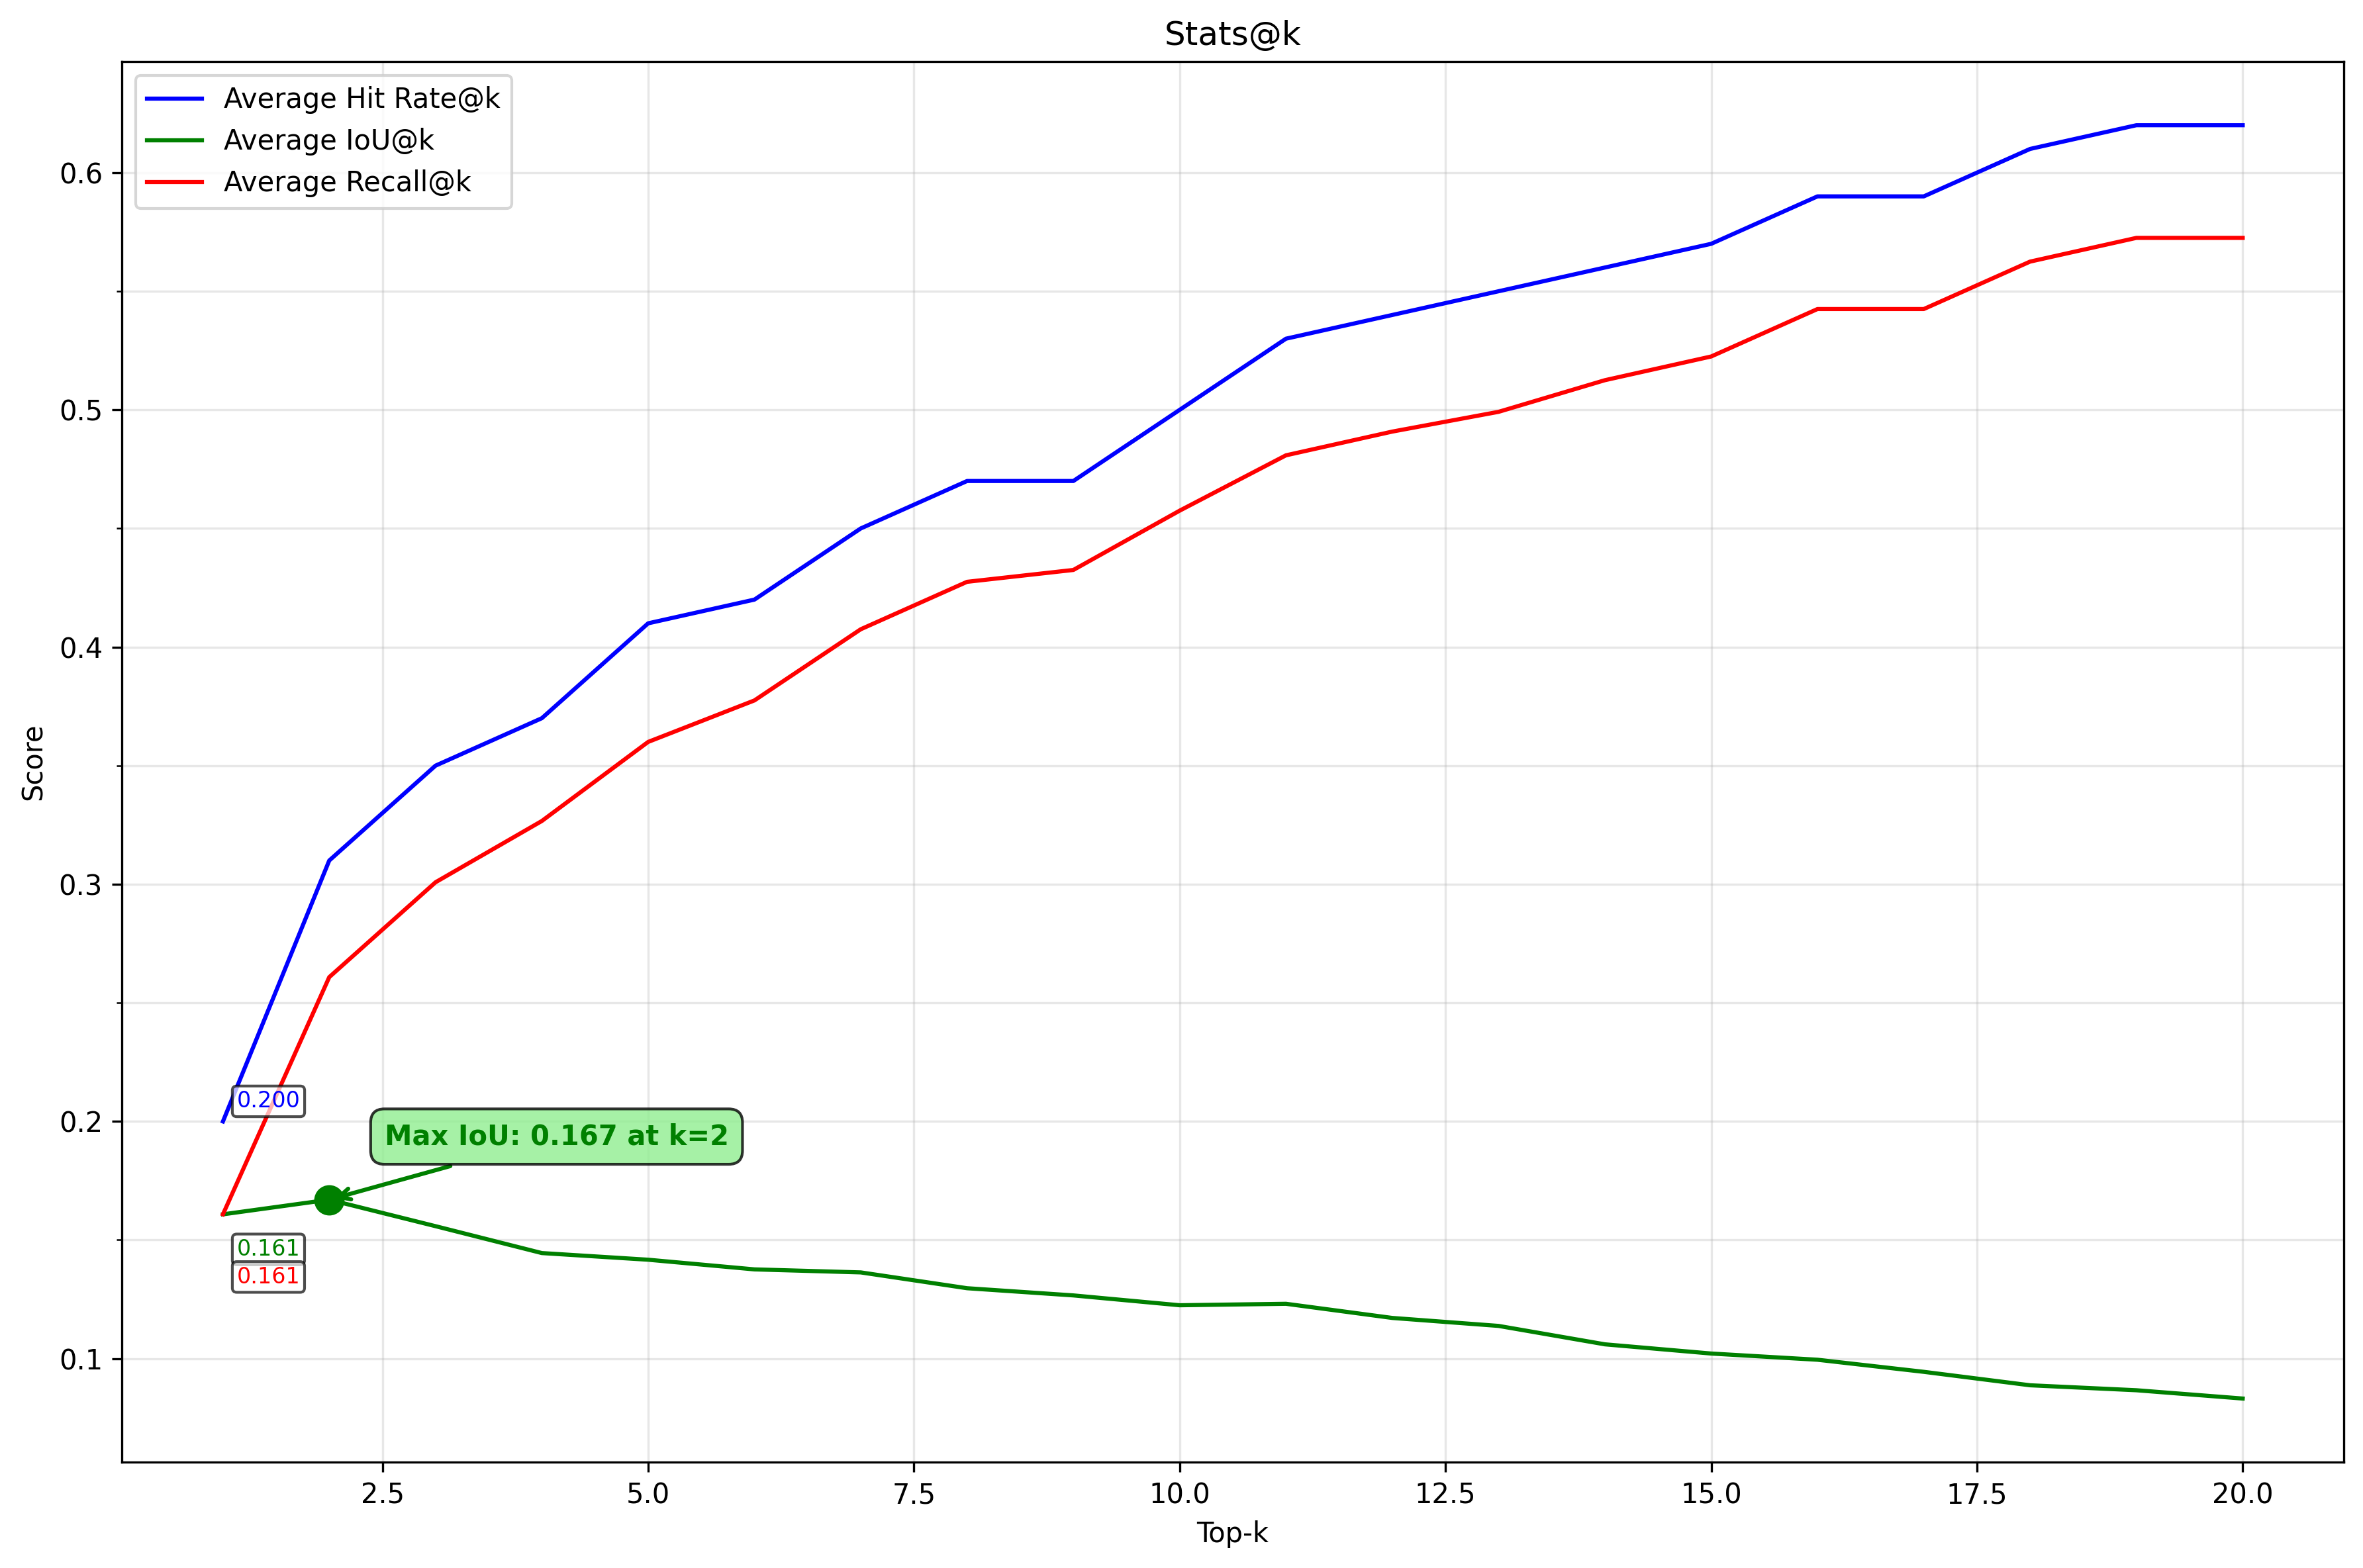 Stats@k
Average Hit Rate@k
Average IoU@k
Average Recall@k
0.6
0.5
0.4
0.3
0.2
0.1
Score
0.200
Max IoU: 0.167 at k=2
0.161
0.161
2.5 5.0 7.5 10.0 12.5 15.0 17.5 20.0
Top-k